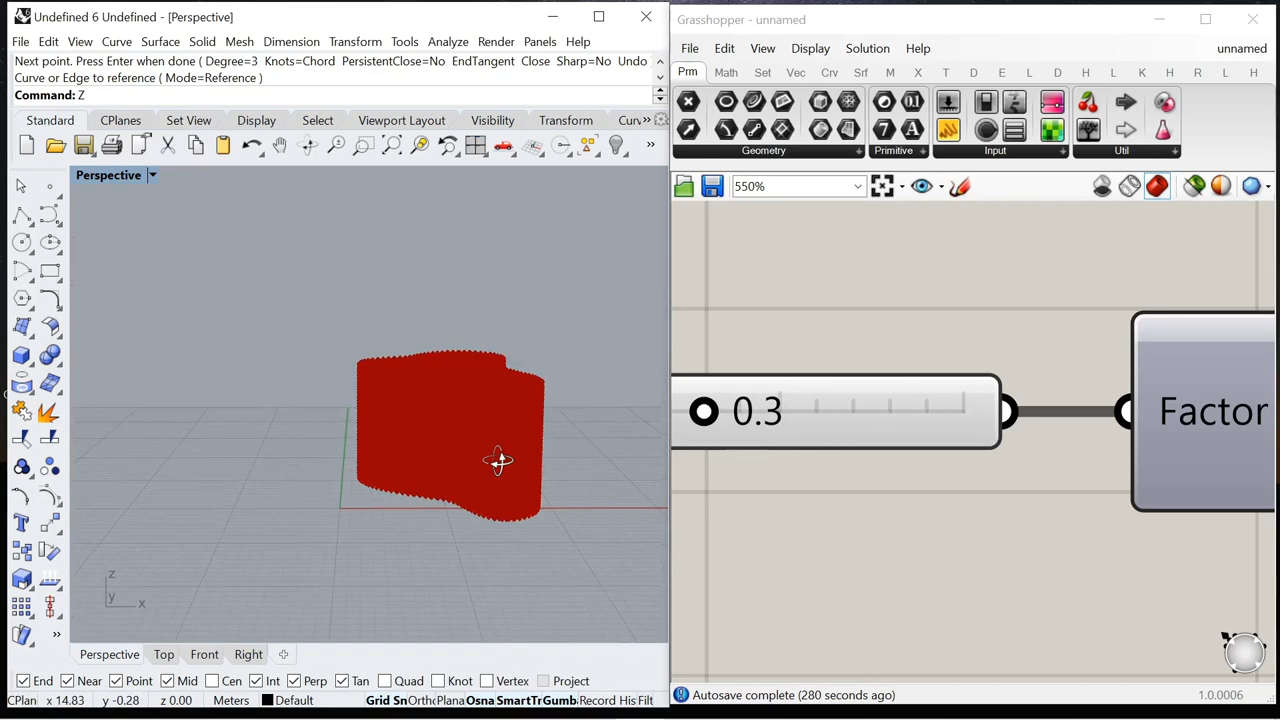 Undefined 6 Undefined - [Perspective]
File Edit View Curve Surface Solid Mesh Dimension Transform Tools Analyze Render Panels Help
Next point. Press Enter when done ( Degree=3 Knots=Chord PersistentClose=No EndTangent Close Sharp=No Undo
Curve or Edge to reference ( Mode=Reference )
Command: Z
Standard CPlanes Set View Display Select Viewport Layout Visibility Transform Curv »
»
Perspective
z
y x
»
Perspective Top Front Right
End Near Point Mid Cen Int Perp Tan Quad Knot Vertex Project
CPlan x 14.83 y -0.28 z 0.00 Meters Default Grid Sn Orth Plana Osna SmartTr Gumb Record His Filt
Grasshopper - unnamed
File Edit View Display Solution Help unnamed
Prm Math Set Vec Crv Srf M X T D E L D H L K H R L H
0.1
7 A
Geometry Primitive Input Util
550%
0.3
Factor
Autosave complete (280 seconds ago) 1.0.0006